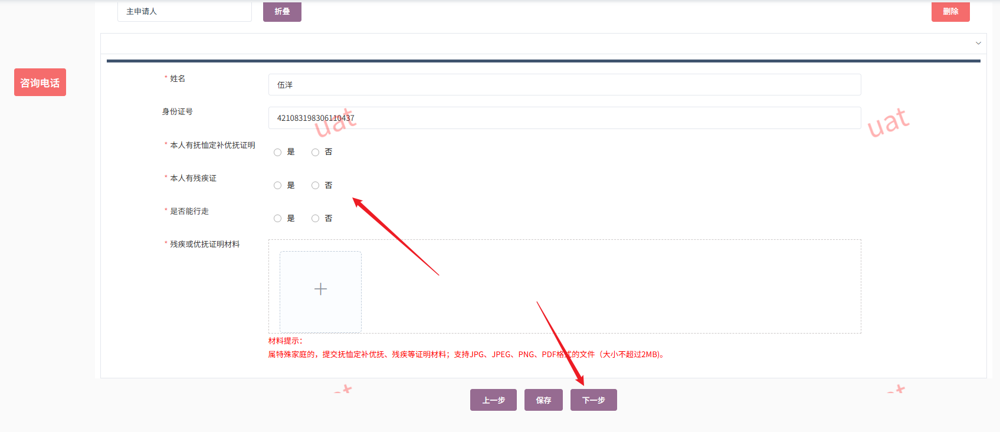 主申请人 折叠 删除
咨询电话
* 姓名 伍洋
身份证号 421083198306110437
uat uat
* 本人有抚恤定补优抚证明 是 否
* 本人有残疾证 是 否
* 是否能行走 是 否
* 残疾或优抚证明材料
材料提示：
属特殊家庭的，提交抚恤定补优抚、残疾等证明材料；支持JPG、JPEG、PNG、PDF格式的文件（大小不超过2MB)。
上一步 保存 下一步